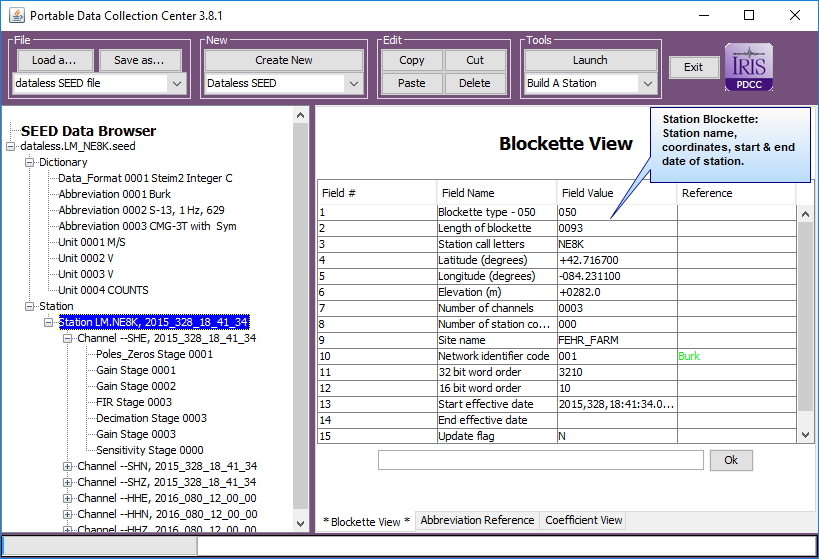 Portable Data Collection Center 3.8.1
File
Load a...
Save as...
dataless SEED file
New
Create New
Dataless SEED
Edit
Copy
Cut
Paste
Delete
Tools
Launch
Build A Station
Exit
IRIS
PDCC
SEED Data Browser
dataless.LM_NE8K.seed
Dictionary
Data_Format 0001 Steim2 Integer C
Abbreviation 0001 Burk
Abbreviation 0002 S-13, 1 Hz, 629
Abbreviation 0003 CMG-3T with Sym
Unit 0001 M/S
Unit 0002 V
Unit 0003 V
Unit 0004 COUNTS
Station
Station LM.NE8K, 2015_328_18_41_34
Channel --SHE, 2015_328_18_41_34
Poles_Zeros Stage 0001
Gain Stage 0001
Gain Stage 0002
FIR Stage 0003
Decimation Stage 0003
Gain Stage 0003
Sensitivity Stage 0000
Channel --SHN, 2015_328_18_41_34
Channel --SHZ, 2015_328_18_41_34
Channel --HHE, 2016_080_12_00_00
Channel --HHN, 2016_080_12_00_00
Channel --HHZ, 2016_080_12_00_00
Blockette View
Station Blockette:
Station name,
coordinates, start & end
date of station.
Field # Field Name Field Value Reference
1 Blockette type - 050 050
2 Length of blockette 0093
3 Station call letters NE8K
4 Latitude (degrees) +42.716700
5 Longitude (degrees) -084.231100
6 Elevation (m) +0282.0
7 Number of channels 0003
8 Number of station co... 000
9 Site name FEHR_FARM
10 Network identifier code 001 Burk
11 32 bit word order 3210
12 16 bit word order 10
13 Start effective date 2015,328,18:41:34.0...
14 End effective date
15 Update flag N
Ok
*Blockette View *
Abbreviation Reference
Coefficient View